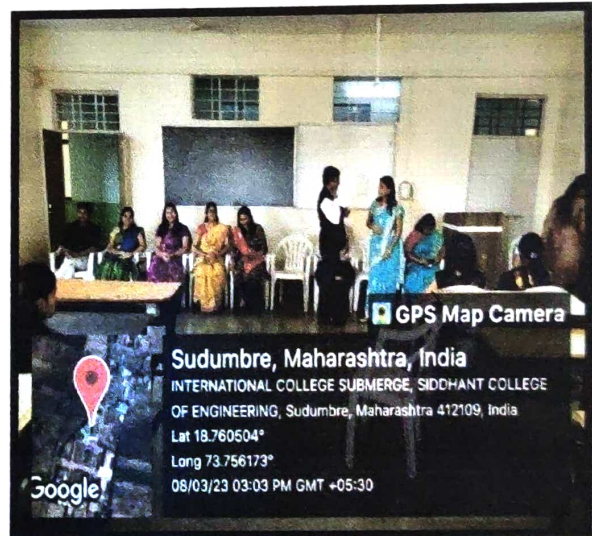 GPS Map Camera
Sudumbre, Maharashtra, India
INTERNATIONAL COLLEGE SUBMERGE, SIDDHANT COLLEGE
OF ENGINEERING, Sudumbre, Maharashtra 412109, India
Lat 18.760504°
Long 73.756173°
08/03/23 03:03 PM GMT +05:30
Google